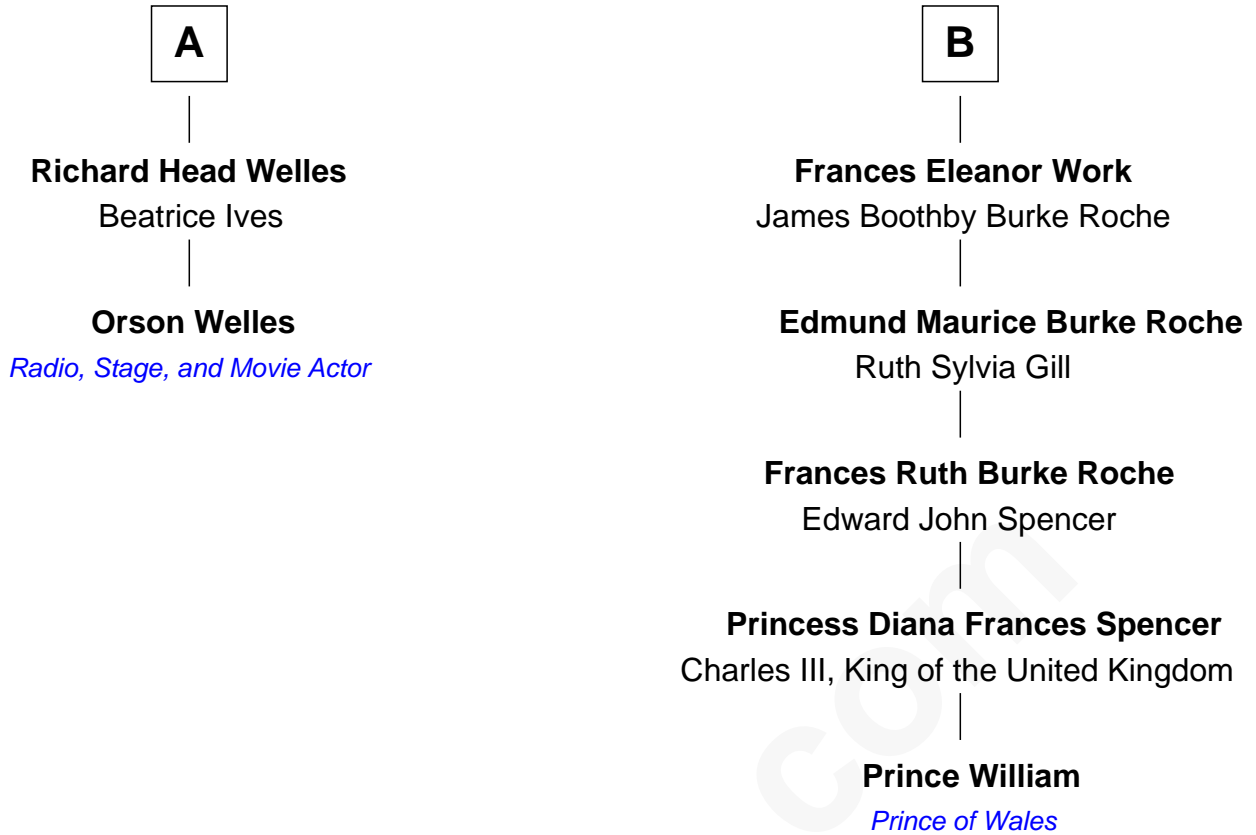 A
Richard Head Welles
Beatrice Ives
Orson Welles
Radio, Stage, and Movie Actor
B
Frances Eleanor Work
James Boothby Burke Roche
Edmund Maurice Burke Roche
Ruth Sylvia Gill
Frances Ruth Burke Roche
Edward John Spencer
Princess Diana Frances Spencer
Charles III, King of the United Kingdom
Prince William
Prince of Wales
com